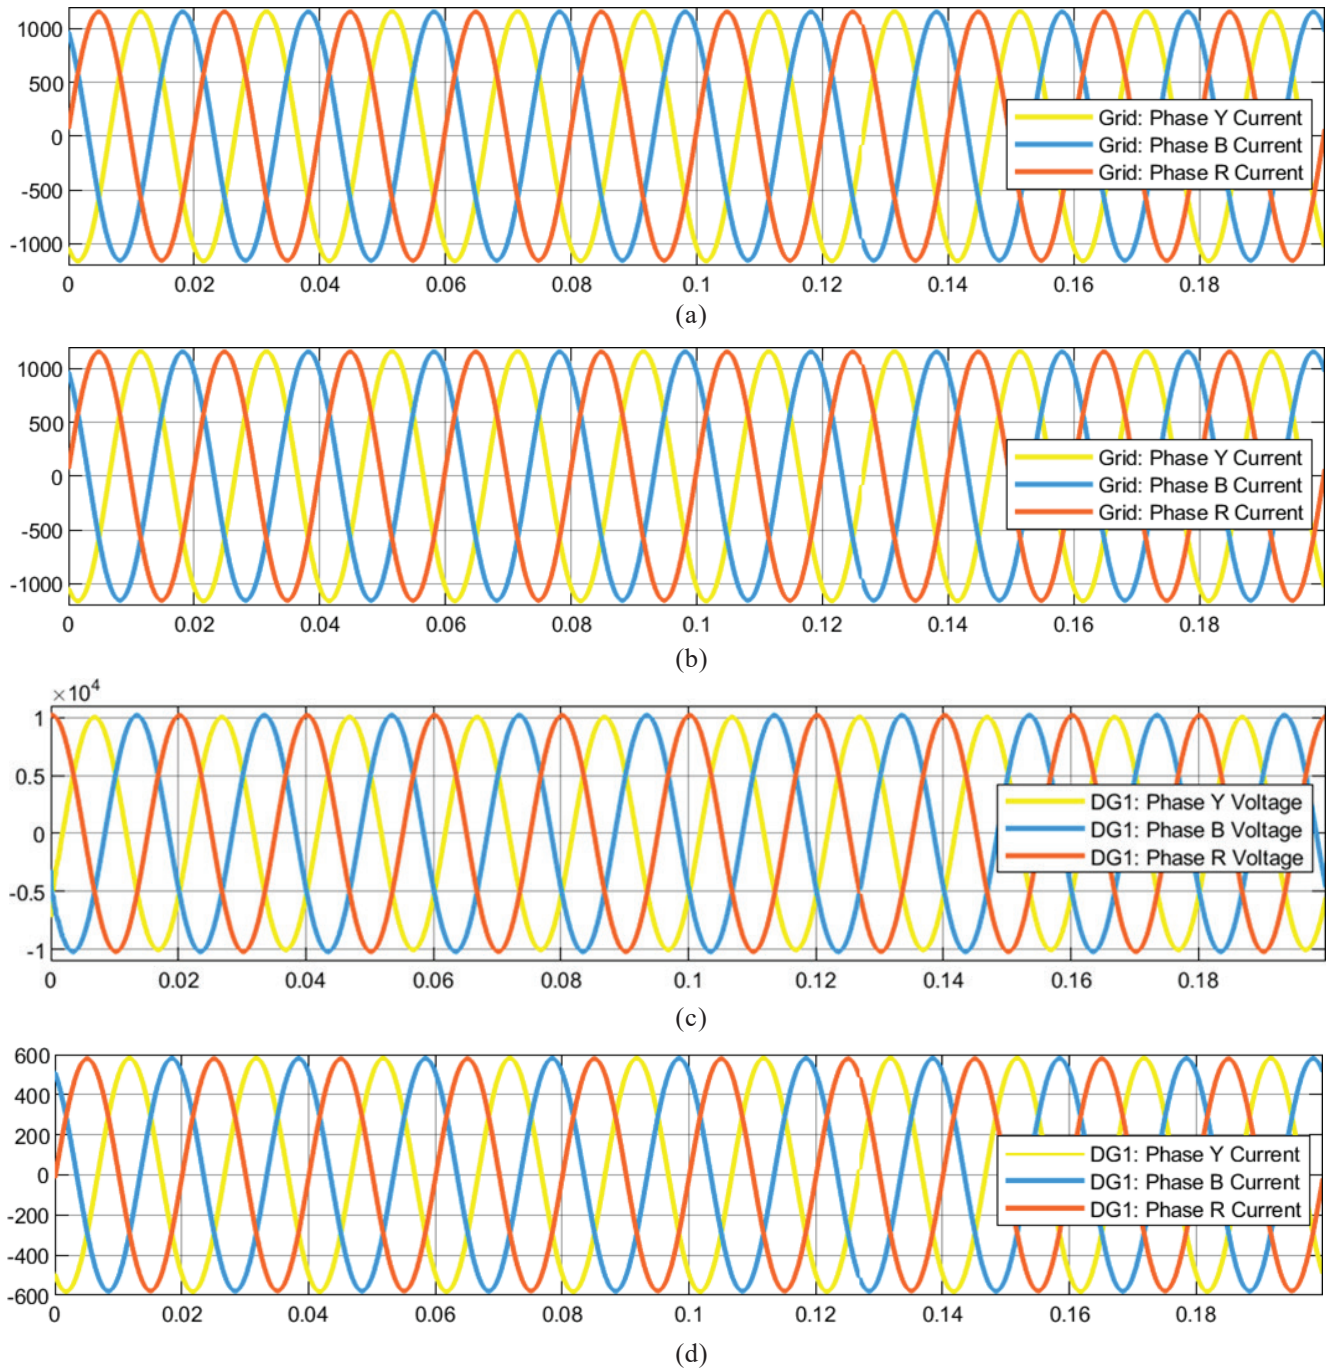 1000
500
0
-500
-1000
Grid: Phase Y Current
Grid: Phase B Current
Grid: Phase R Current
0 0.02 0.04 0.06 0.08 0.1 0.12 0.14 0.16 0.18
(a)
1000
500
0
-500
-1000
Grid: Phase Y Current
Grid: Phase B Current
Grid: Phase R Current
0 0.02 0.04 0.06 0.08 0.1 0.12 0.14 0.16 0.18
(b)
×10⁴
1
0.5
0
-0.5
-1
DG1: Phase Y Voltage
DG1: Phase B Voltage
DG1: Phase R Voltage
0 0.02 0.04 0.06 0.08 0.1 0.12 0.14 0.16 0.18
(c)
600
400
200
0
-200
-400
-600
DG1: Phase Y Current
DG1: Phase B Current
DG1: Phase R Current
0 0.02 0.04 0.06 0.08 0.1 0.12 0.14 0.16 0.18
(d)